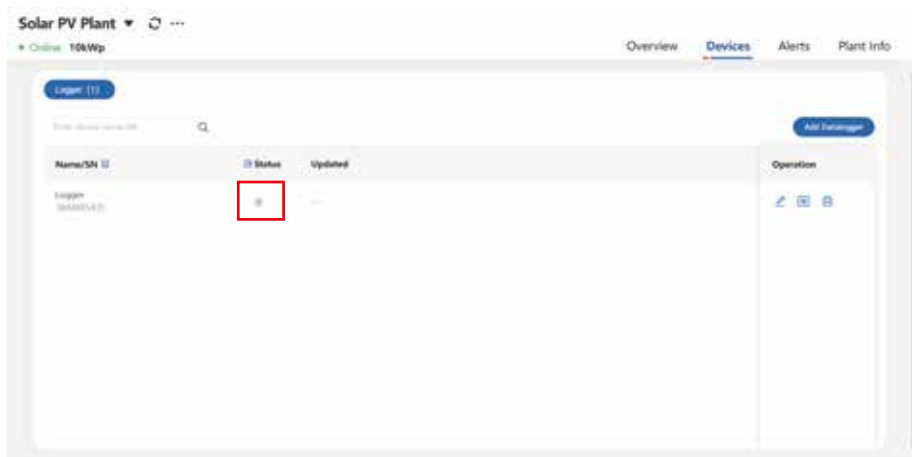 Solar PV Plant
Online 10kWp
Overview Devices Alerts Plant Info
Logger (1)
Add Datalogger
Name/SN Status Updated Operation
Logger